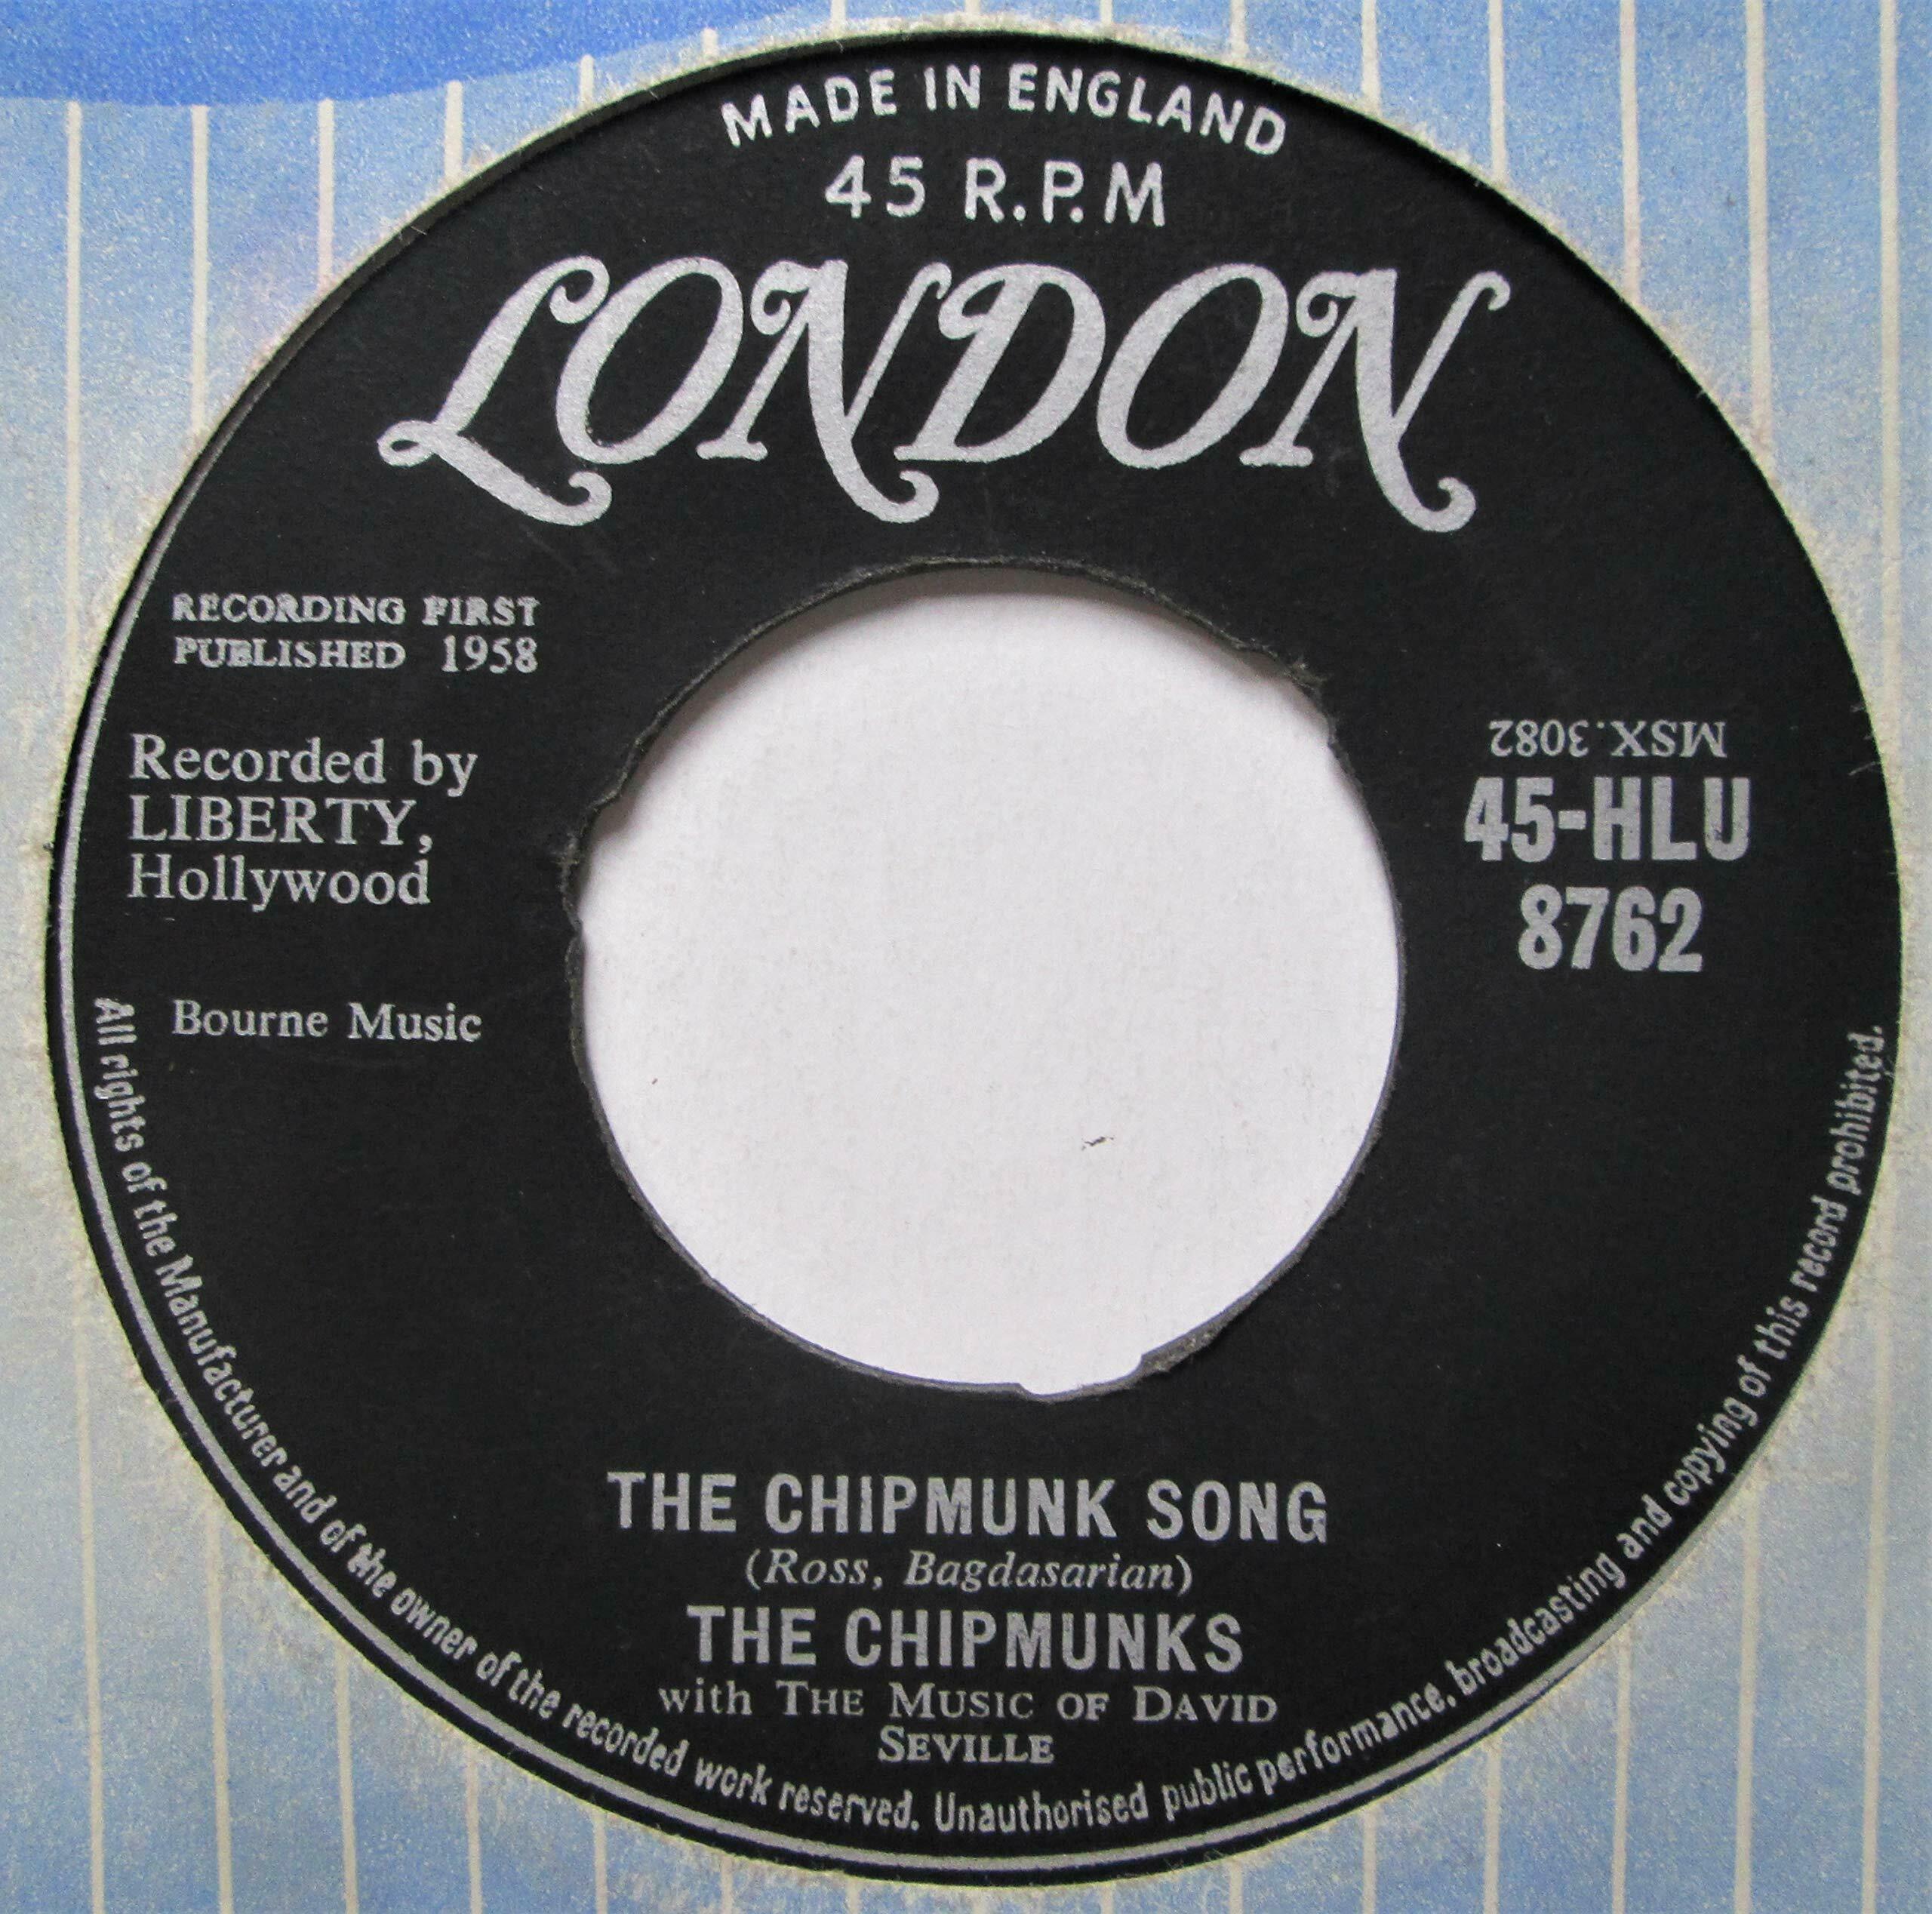 MADE IN ENGLAND
45 R.P.M
LONDON
RECORDING FIRST
PUBLISHED 1958
Recorded by
LIBERTY,
Hollywood
Bourne Music
MSX.3082
45-HLU
8762
THE CHIPMUNK SONG
(Ross, Bagdasarian)
THE CHIPMUNKS
with THE MUSIC OF DAVID
SEVILLE
All rights of the Manufacturer and of the owner of the recorded work reserved. Unauthorised public performance, broadcasting and copying of this record prohibited.